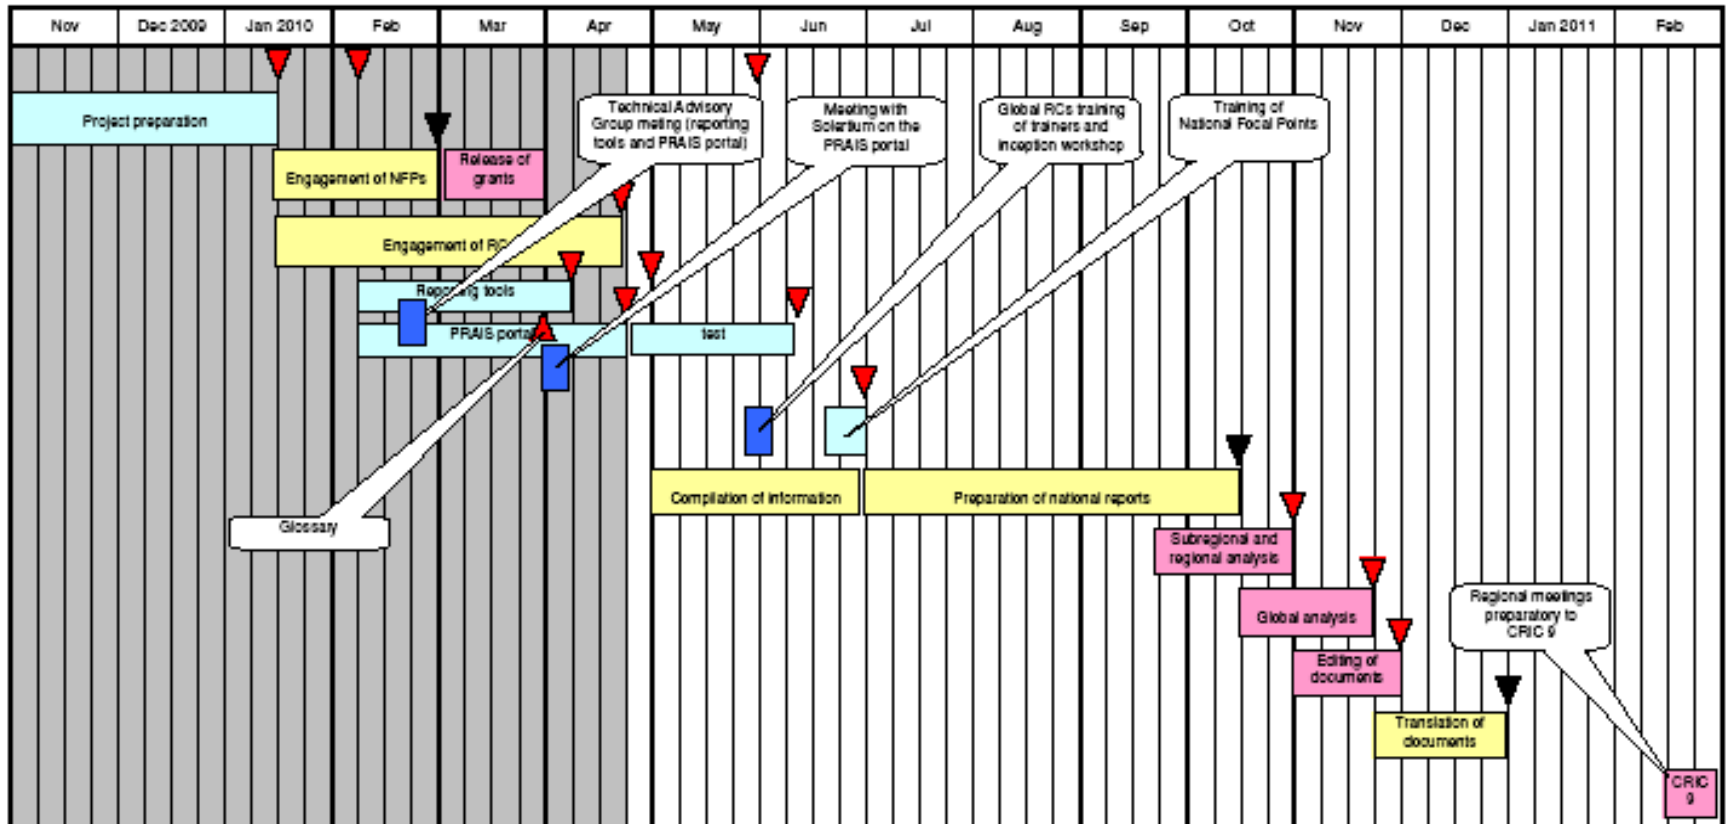 Nov Dec 2009 Jan 2010 Feb Mar Apr May Jun Jul Aug Sep Oct Nov Dec Jan 2011 Feb
Project preparation
Technical Advisory
Group meting (reporting
tools and PRAIS portal)
Meeting with
Solertium on the
PRAIS portal
Global RCs training
of trainers and
inception workshop
Training of
National Focal Points
Engagement of NFPs
Release of
grants
Engagement of RC
Reporting tools
PRAIS portal
test
Compilation of information
Preparation of national reports
Glossary
Subregional and
regional analysis
Global analysis
Regional meetings
preparatory to
CRIC 9
Editing of
documents
Translation of
documents
CRIC
9